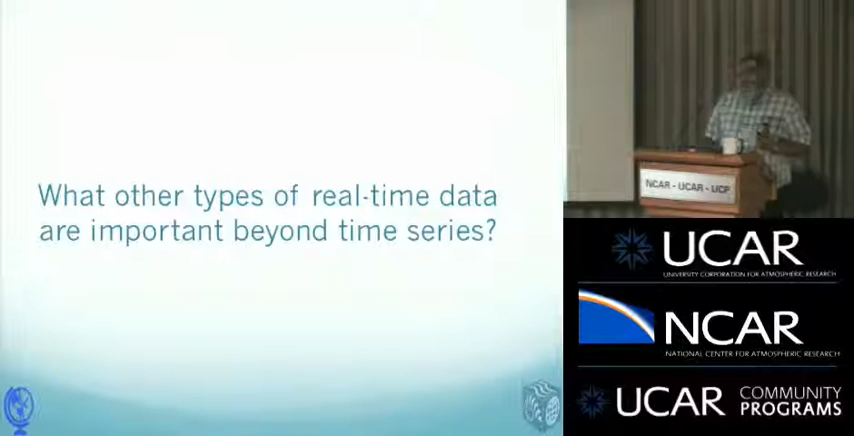 What other types of real-time data
are important beyond time series?
NCAR - UCAR - UCP
UCAR
UNIVERSITY CORPORATION FOR ATMOSPHERIC RESEARCH
NCAR
NATIONAL CENTER FOR ATMOSPHERIC RESEARCH
UCAR COMMUNITY
PROGRAMS